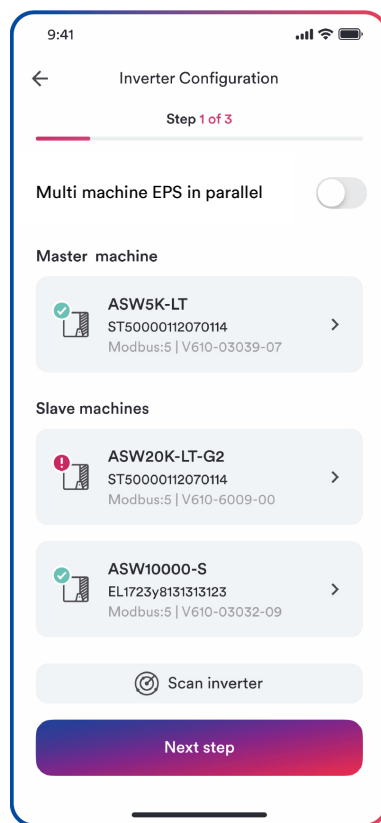 9:41
Inverter Configuration
Step 1 of 3
Multi machine EPS in parallel
Master machine
ASW5K-LT
ST50000112070114
Modbus:5 | V610-03039-07
Slave machines
ASW20K-LT-G2
ST50000112070114
Modbus:5 | V610-6009-00
ASW10000-S
EL1723y8131313123
Modbus:5 | V610-03032-09
Scan inverter
Next step